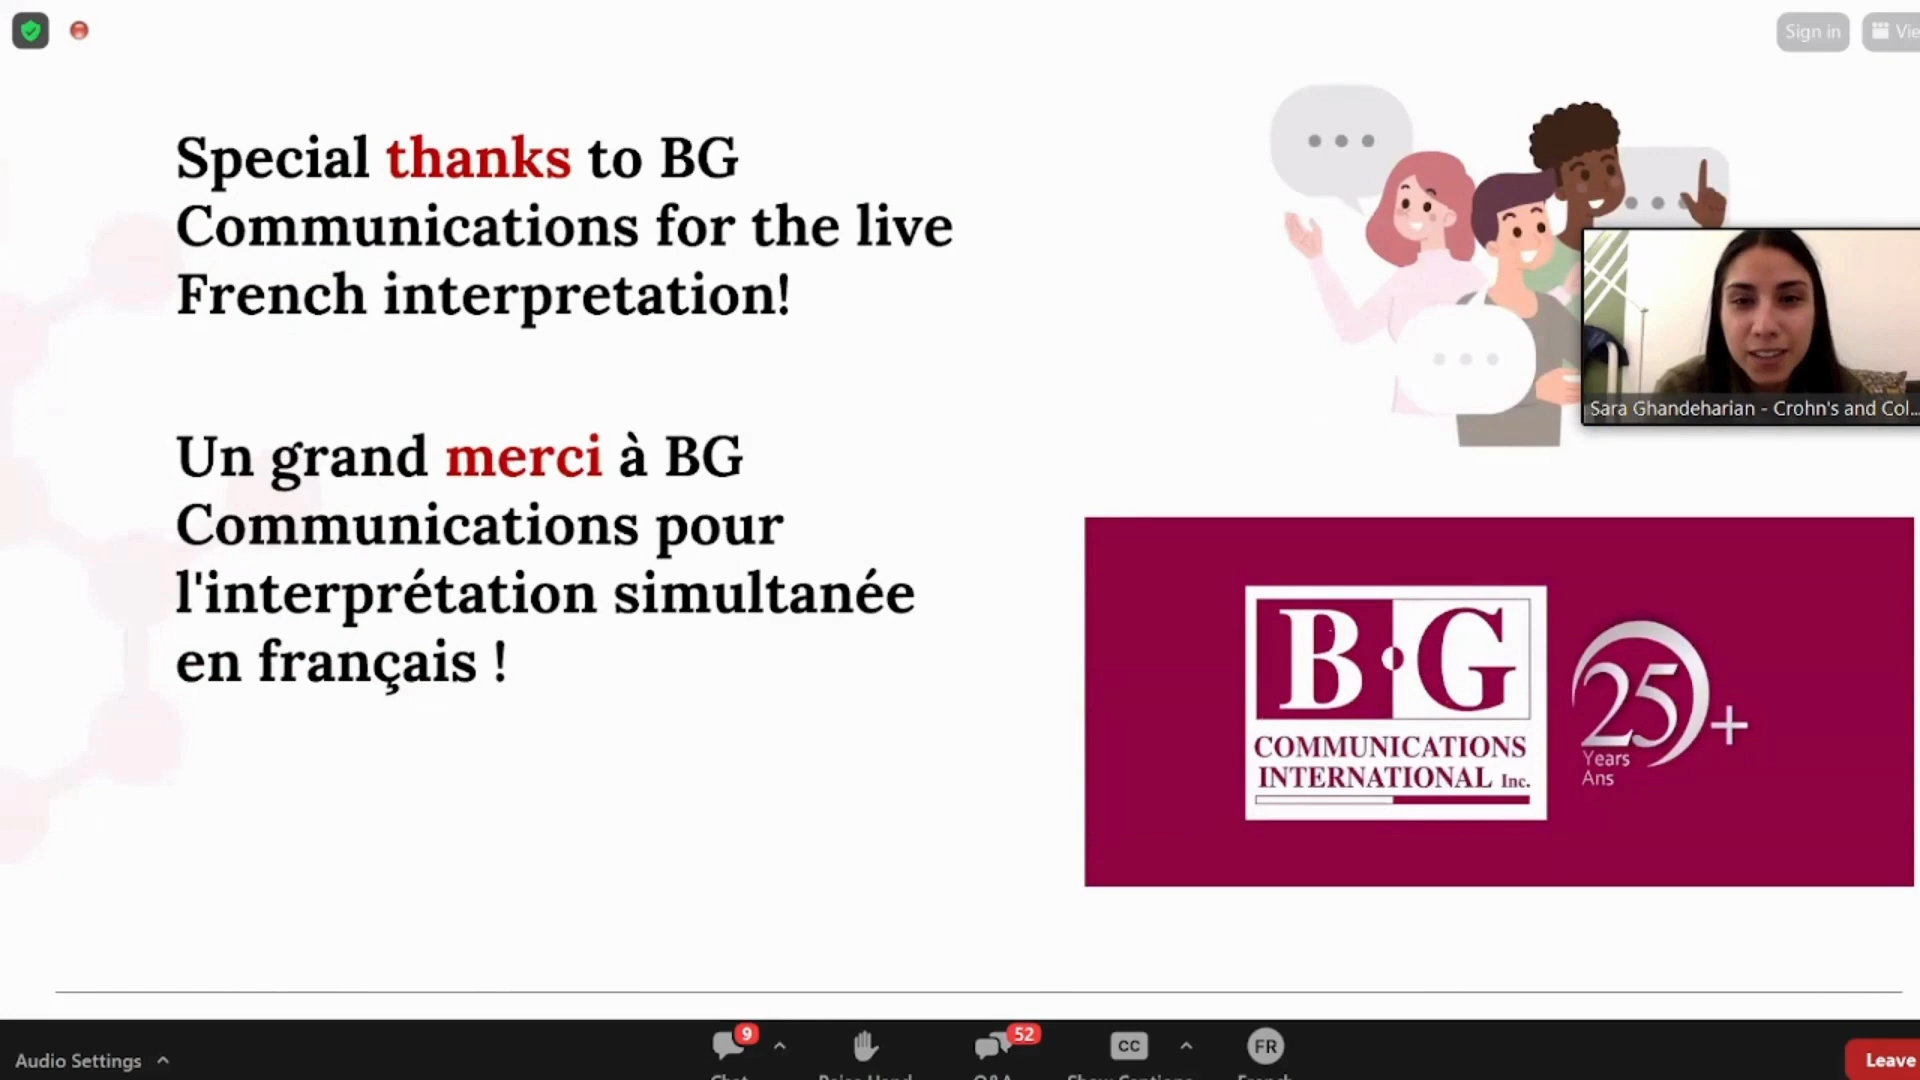 Sign in
Special thanks to BG
Communications for the live
French interpretation!
Sara Ghandeharian - Crohn's and Col...
Un grand merci à BG
Communications pour
l'interprétation simultanée
en français !
B·G
COMMUNICATIONS
INTERNATIONAL Inc.
25+
Years
Ans
Audio Settings
9
52
CC
FR
Leave